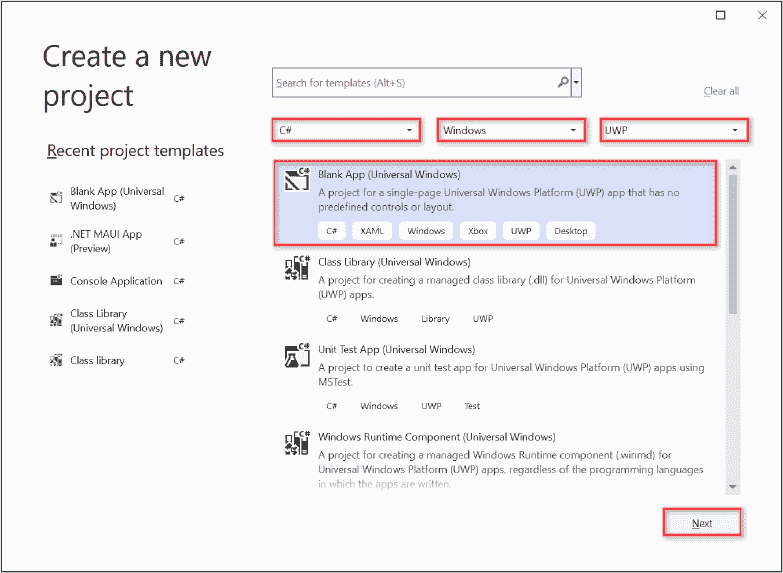 Create a new
project
Search for templates (Alt+S)
Clear all
C#
Windows
UWP
Recent project templates
Blank App (Universal
Windows)
C#
.NET MAUI App
(Preview)
C#
Console Application
C#
Class Library
(Universal Windows)
C#
Class library
C#
C#
Blank App (Universal Windows)
A project for a single-page Universal Windows Platform (UWP) app that has no
predefined controls or layout.
C# XAML Windows Xbox UWP Desktop
C#
Class Library (Universal Windows)
A project for creating a managed class library (.dll) for Universal Windows Platform
(UWP) apps.
C# Windows Library UWP
C#
Unit Test App (Universal Windows)
A project to create a unit test app for Universal Windows Platform (UWP) apps using
MSTest.
C# Windows UWP Test
C#
Windows Runtime Component (Universal Windows)
A project for creating a managed Windows Runtime component (.winmd) for
Universal Windows Platform (UWP) apps, regardless of the programming languages
in which the apps are written.
Next